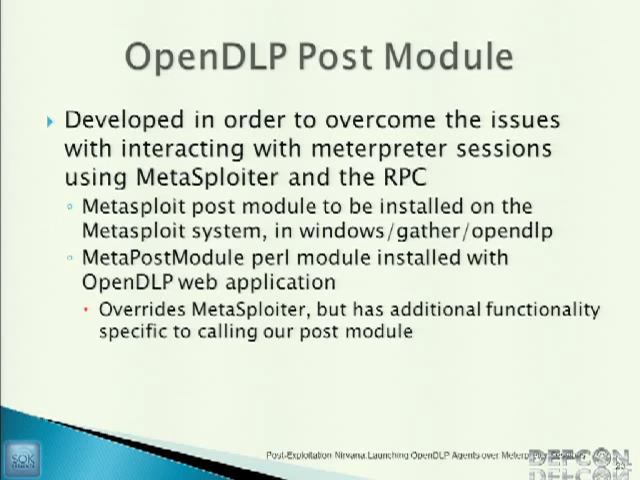 OpenDLP Post Module
Developed in order to overcome the issues
with interacting with meterpreter sessions
using MetaSploiter and the RPC
Metasploit post module to be installed on the
Metasploit system, in windows/gather/opendlp
MetaPostModule perl module installed with
OpenDLP web application
Overrides MetaSploiter, but has additional functionality
specific to calling our post module
Post-Exploitation Nirvana: Launching OpenDLP Agents over
DEFCON
SQK